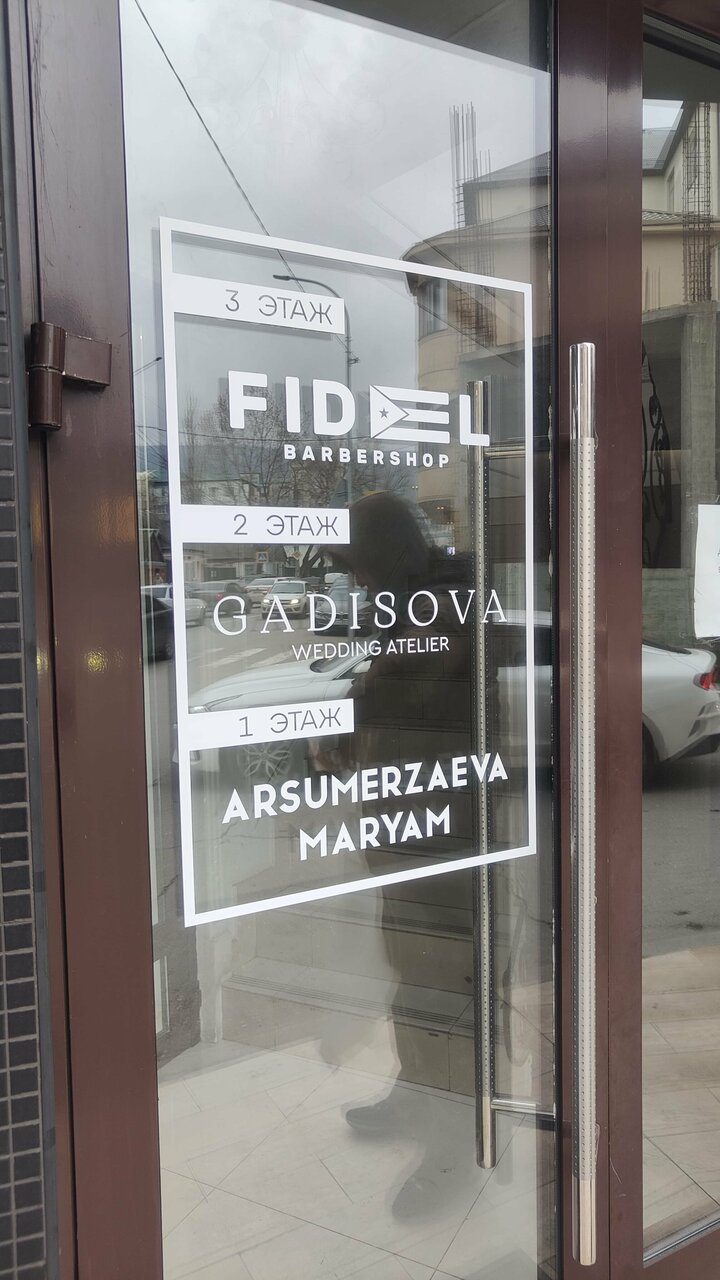 3 ЭТАЖ
FIDEL
BARBERSHOP
2 ЭТАЖ
GADISOVA
WEDDING ATELIER
1 ЭТАЖ
ARSUMERZAEVA
MARYAM